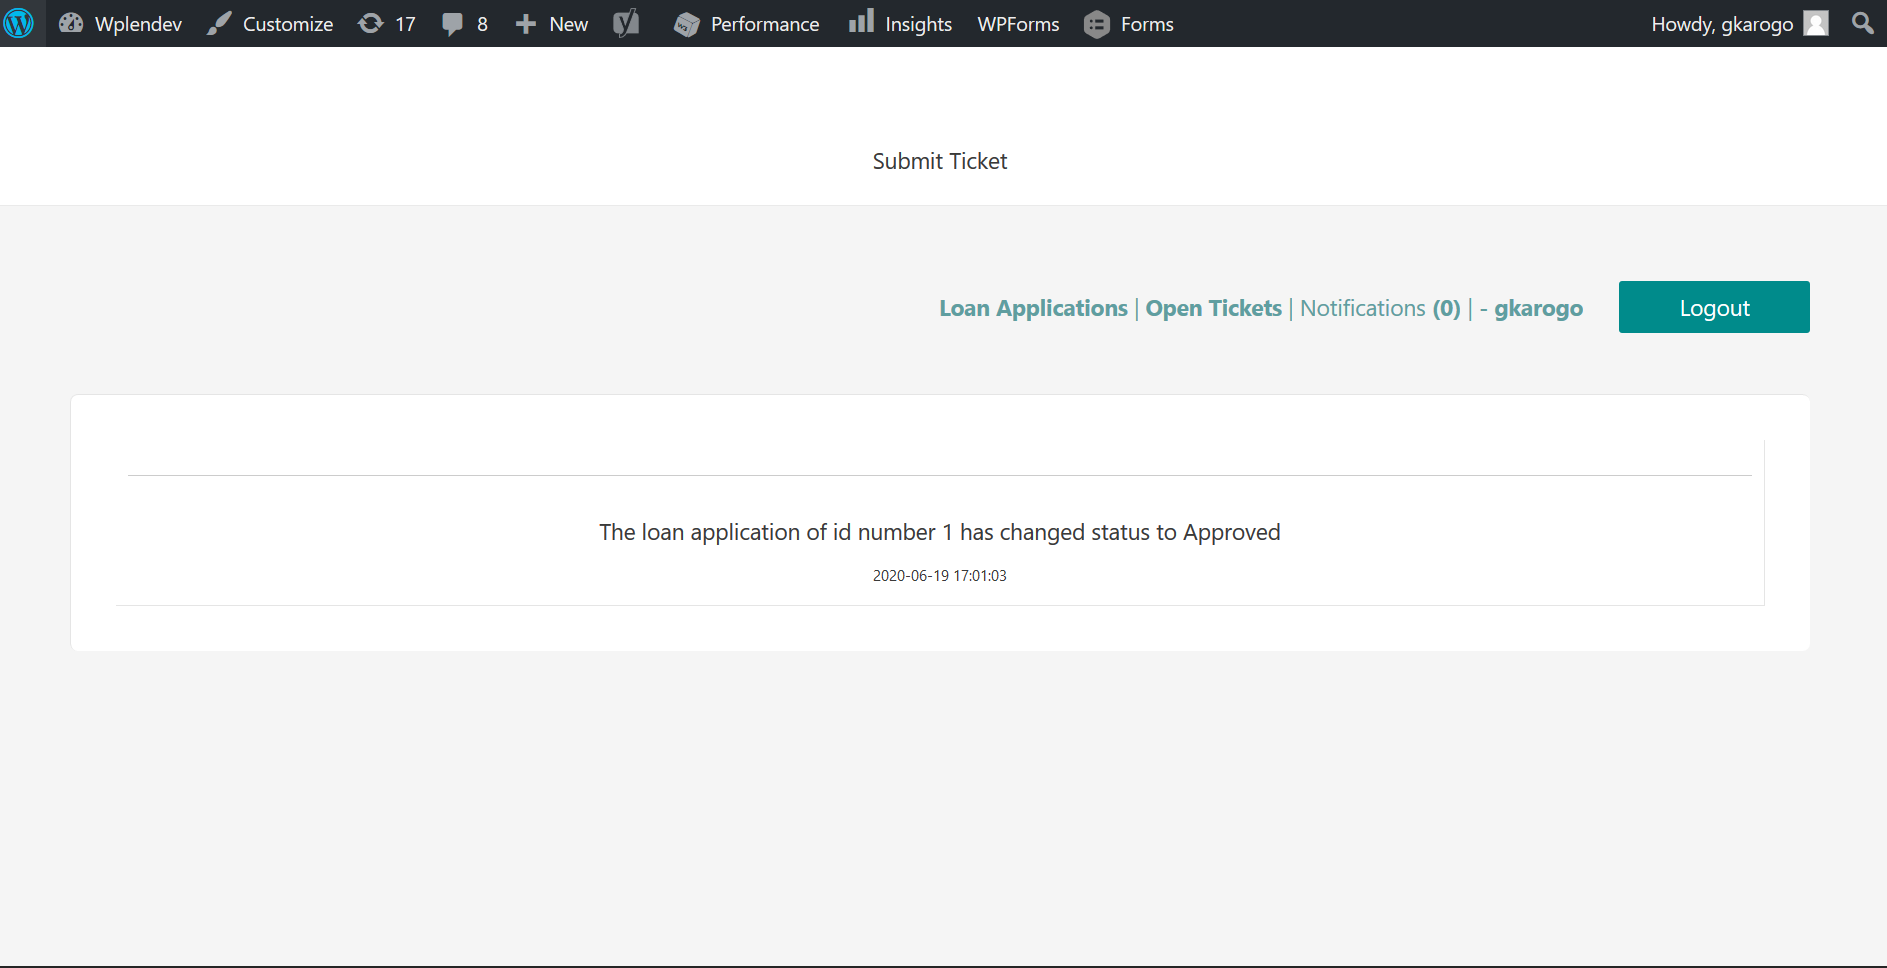 Wplendev Customize 17 8 New Performance Insights WPForms Forms Howdy, gkarogo
Submit Ticket
Loan Applications | Open Tickets | Notifications (0) | - gkarogo Logout
The loan application of id number 1 has changed status to Approved
2020-06-19 17:01:03